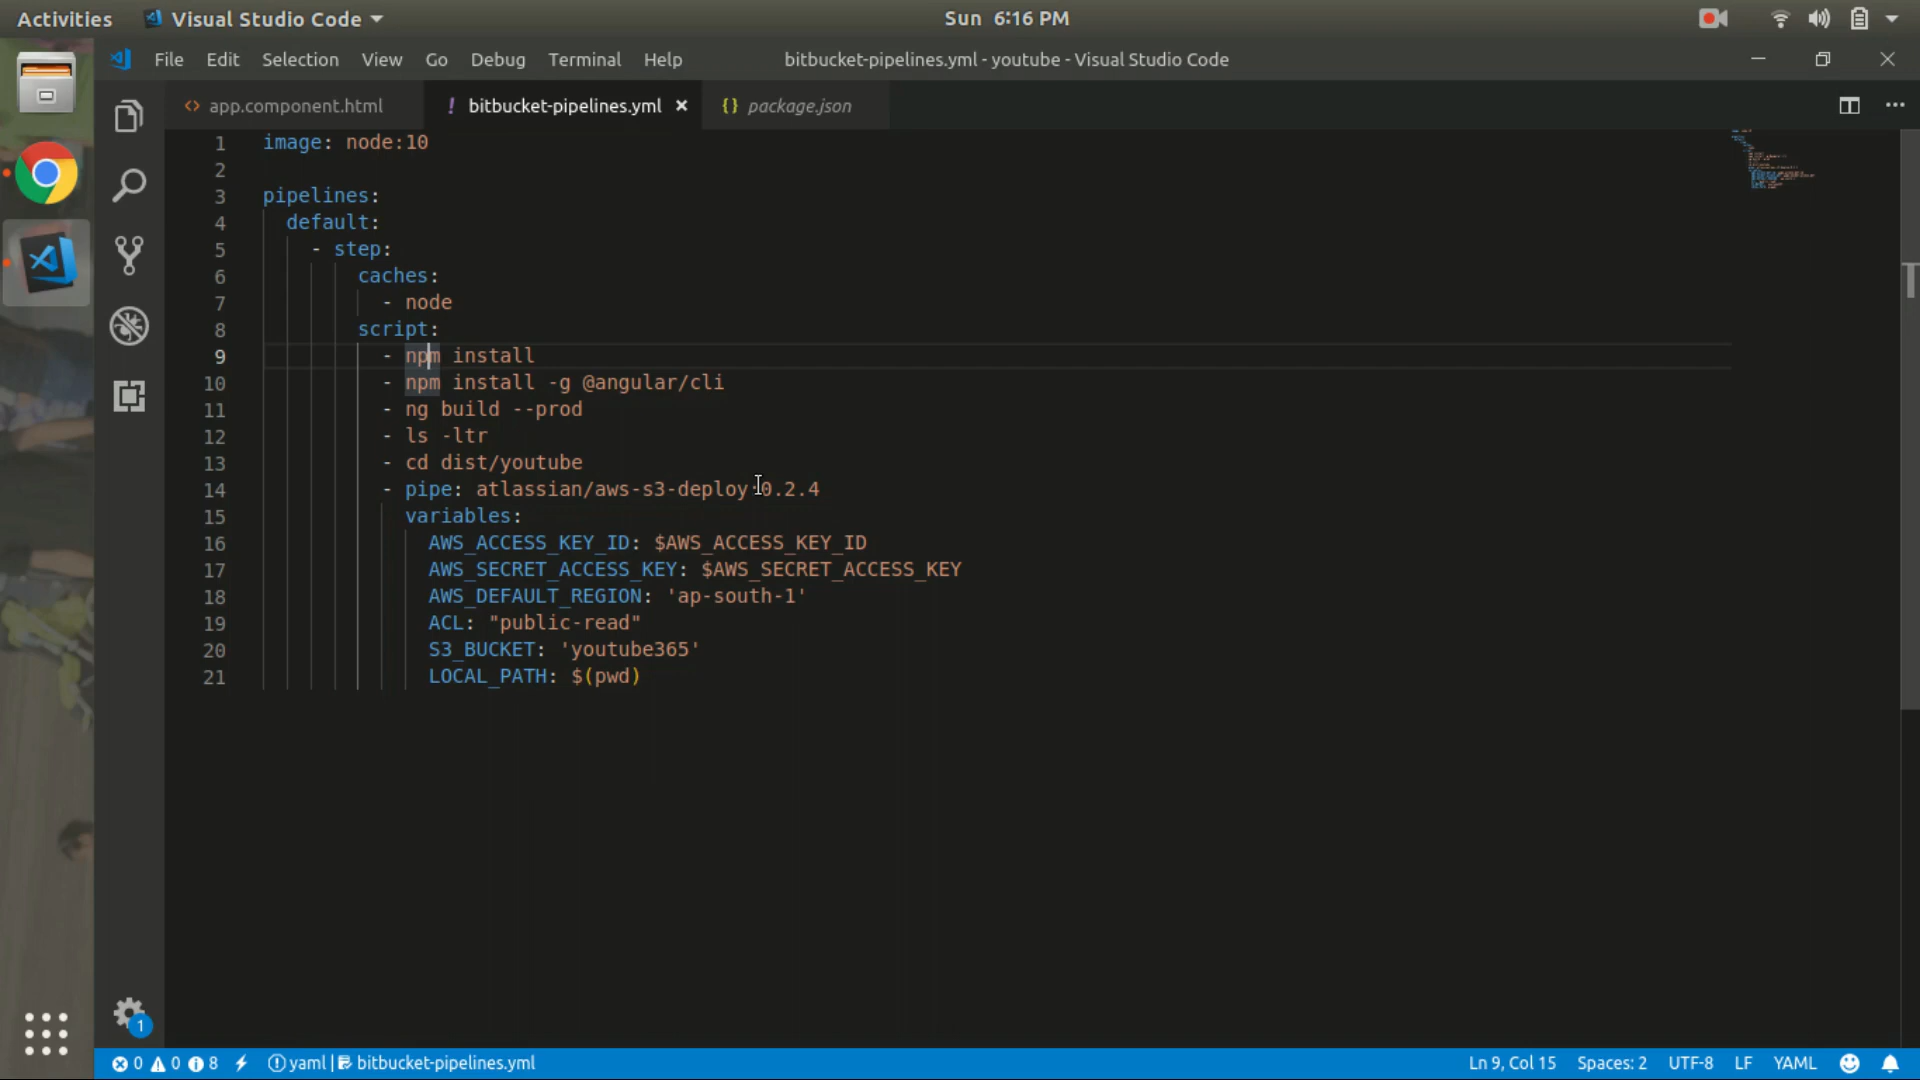 Activities Visual Studio Code Sun 6:16 PM
File Edit Selection View Go Debug Terminal Help bitbucket-pipelines.yml - youtube - Visual Studio Code
<> app.component.html ! bitbucket-pipelines.yml × {} package.json ...
1 image: node:10
2
3 pipelines:
4 default:
5 - step:
6 caches:
7 - node
8 script:
9 - npm install
10 - npm install -g @angular/cli
11 - ng build --prod
12 - ls -ltr
13 - cd dist/youtube
14 - pipe: atlassian/aws-s3-deploy:0.2.4
15 variables:
16 AWS_ACCESS_KEY_ID: $AWS_ACCESS_KEY_ID
17 AWS_SECRET_ACCESS_KEY: $AWS_SECRET_ACCESS_KEY
18 AWS_DEFAULT_REGION: 'ap-south-1'
19 ACL: "public-read"
20 S3_BUCKET: 'youtube365'
21 LOCAL_PATH: $(pwd)
1
0 0 8 yaml | bitbucket-pipelines.yml Ln 9, Col 15 Spaces: 2 UTF-8 LF YAML